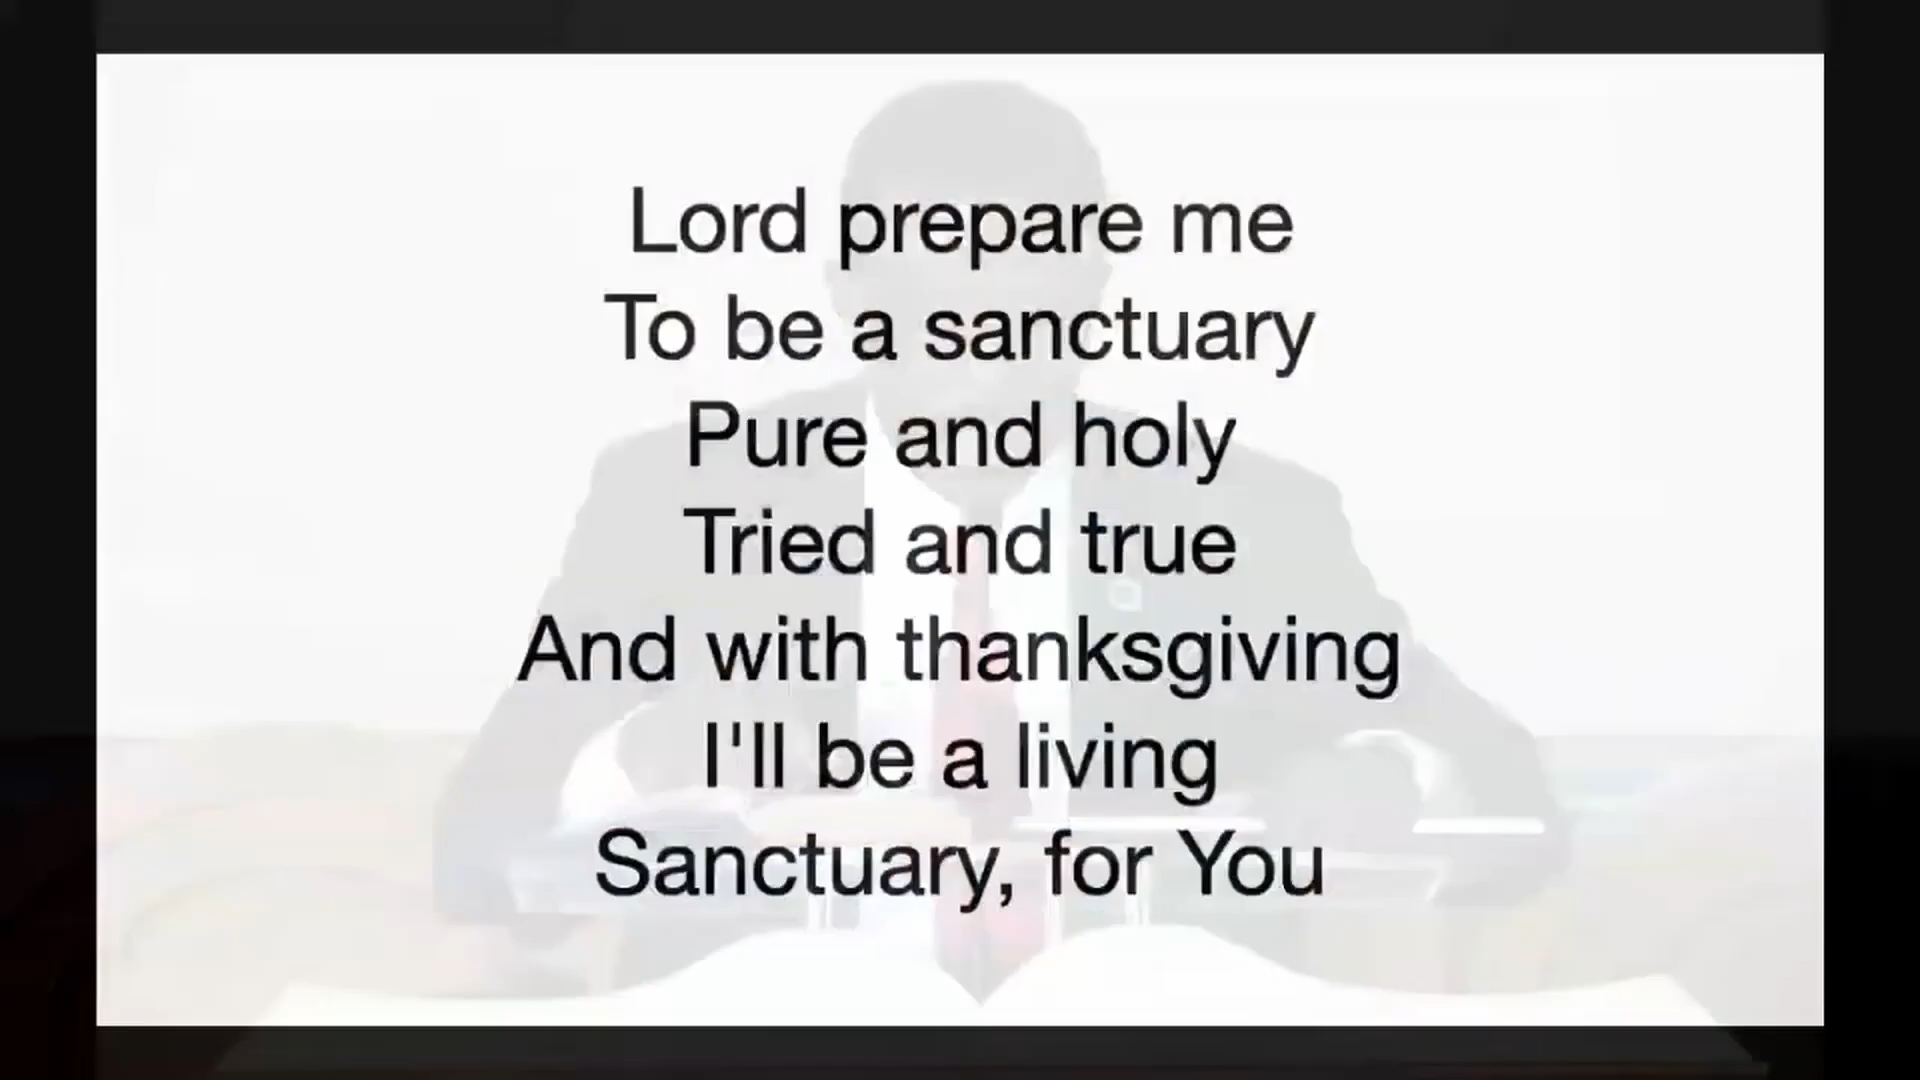 Lord prepare me
To be a sanctuary
Pure and holy
Tried and true
And with thanksgiving
I'll be a living
Sanctuary, for You